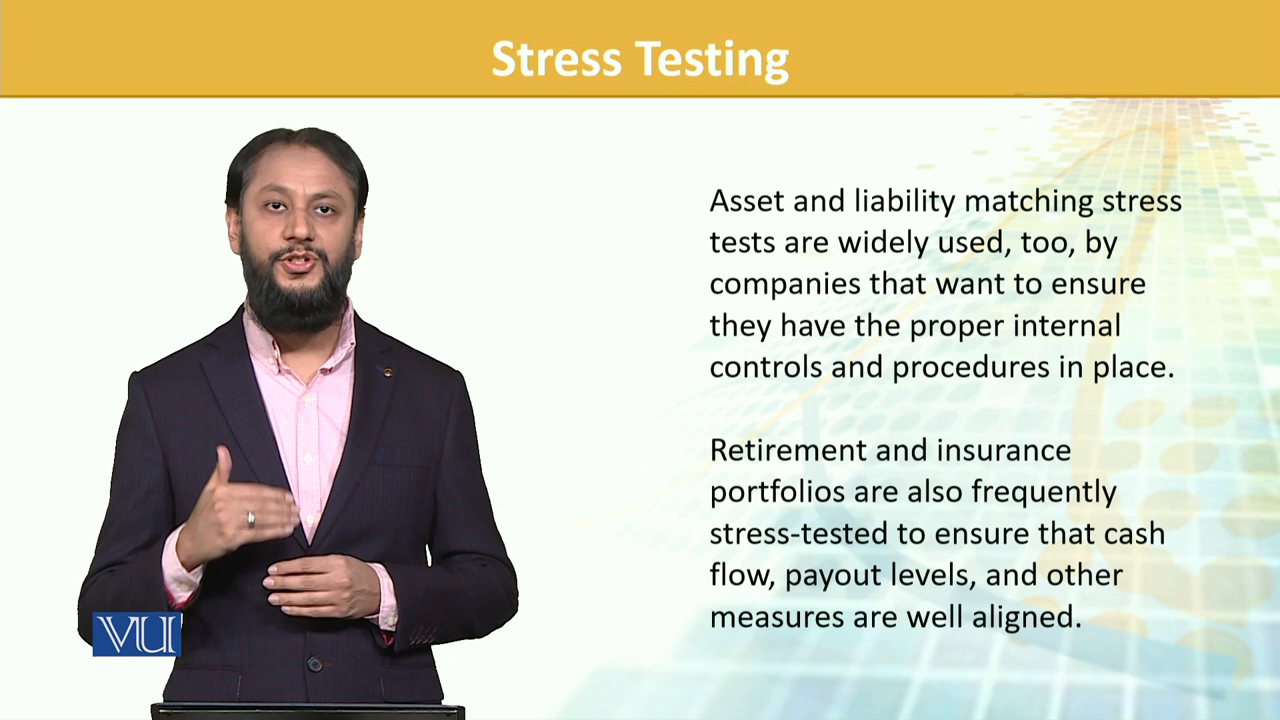 Stress Testing
Asset and liability matching stress
tests are widely used, too, by
companies that want to ensure
they have the proper internal
controls and procedures in place.
Retirement and insurance
portfolios are also frequently
stress-tested to ensure that cash
flow, payout levels, and other
measures are well aligned.
VU